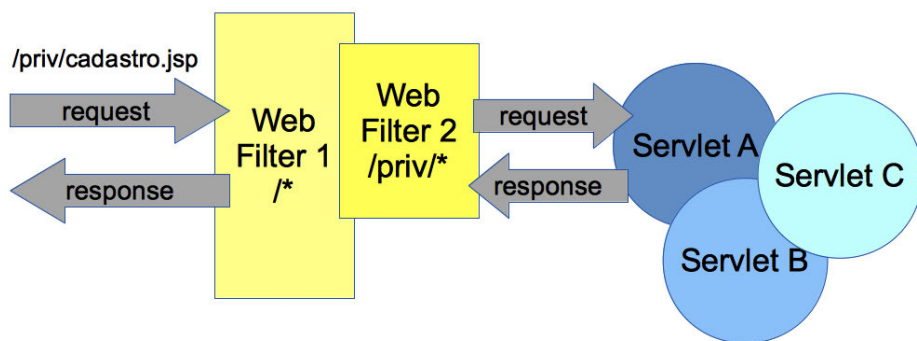 /priv/cadastro.jsp
request
response
Web
Filter 1
/*
Web
Filter 2
/priv/*
request
response
Servlet A
Servlet B
Servlet C